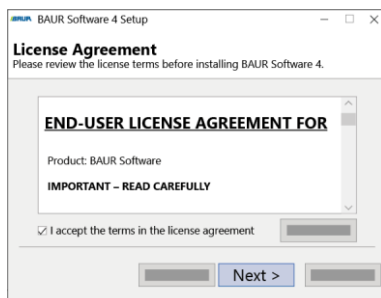 BAUR BAUR Software 4 Setup
License Agreement
Please review the license terms before installing BAUR Software 4.
END-USER LICENSE AGREEMENT FOR
Product: BAUR Software
IMPORTANT – READ CAREFULLY
I accept the terms in the license agreement
Next >